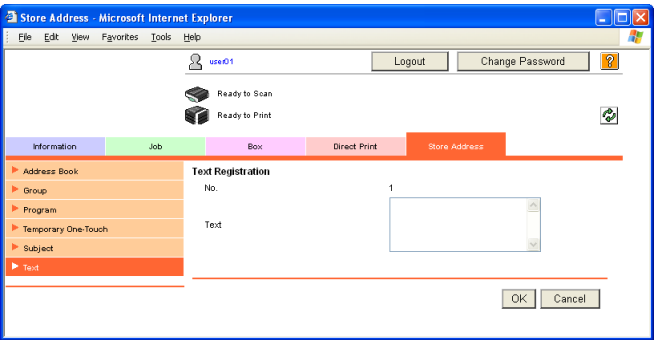 Store Address - Microsoft Internet Explorer
File Edit View Favorites Tools Help
user01 Logout Change Password ?
Ready to Scan
Ready to Print
Information Job Box Direct Print Store Address
Address Book
Group
Program
Temporary One-Touch
Subject
Text
Text Registration
No. 1
Text
OK Cancel